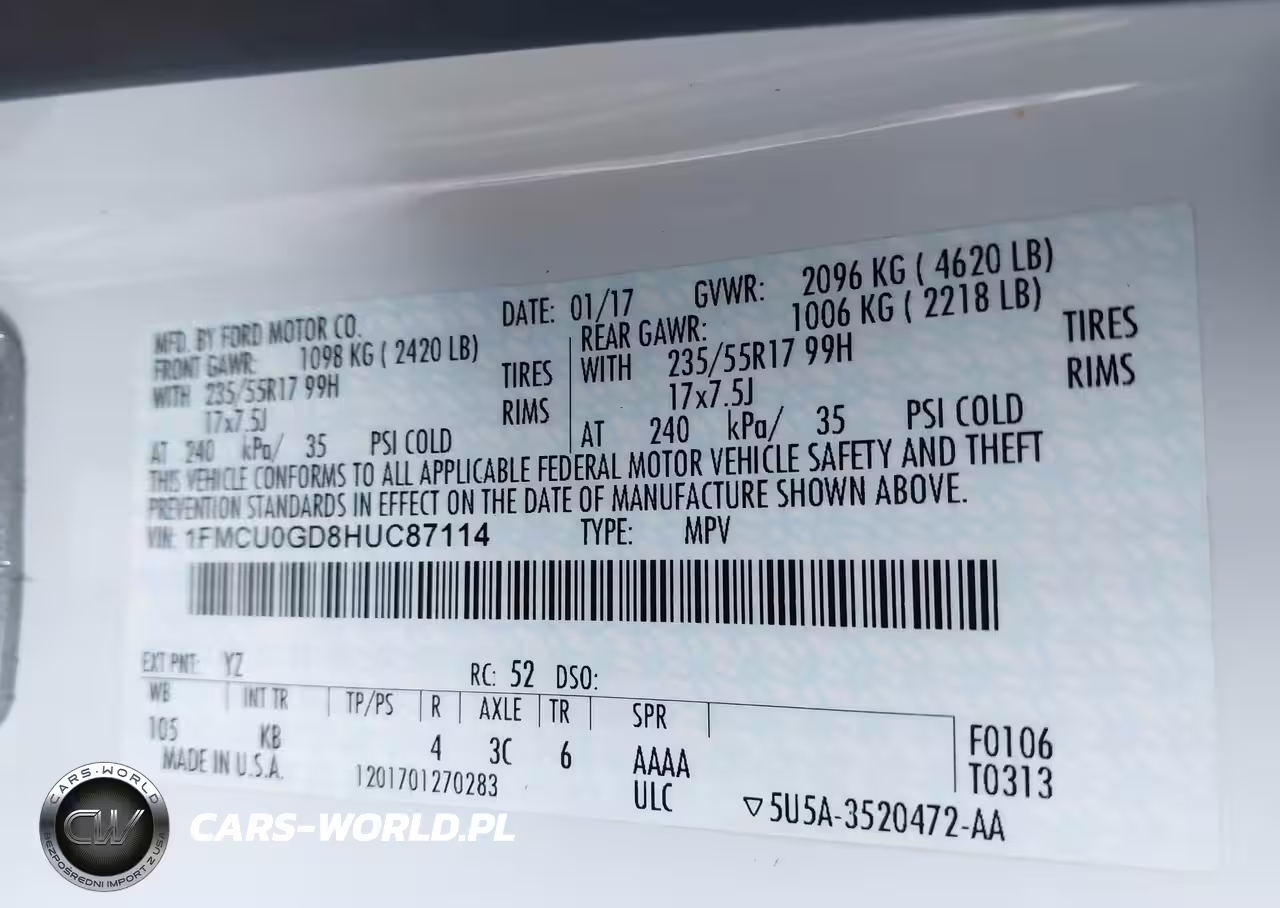 MFD. BY FORD MOTOR CO. DATE: 01/17 GVWR: 2096 KG ( 4620 LB)
FRONT GAWR: 1098 KG ( 2420 LB) REAR GAWR: 1006 KG ( 2218 LB)
WITH 235/55R17 99H TIRES WITH 235/55R17 99H TIRES
17x7.5J RIMS 17x7.5J RIMS
AT 240 kPa/ 35 PSI COLD AT 240 kPa/ 35 PSI COLD
THIS VEHICLE CONFORMS TO ALL APPLICABLE FEDERAL MOTOR VEHICLE SAFETY AND THEFT
PREVENTION STANDARDS IN EFFECT ON THE DATE OF MANUFACTURE SHOWN ABOVE.
VIN: 1FMCU0GD8HUC87114 TYPE: MPV
EXT PNT: YZ RC: 52 DSO:
WB INT TR TP/PS R AXLE TR SPR
105 KB 4 3C 6 AAAA F0106
MADE IN U.S.A. 1201701270283 ULC T0313
▽5U5A-3520472-AA
CARS-WORLD
CW
BEZPOŚREDNI IMPORT Z USA
CARS-WORLD.PL